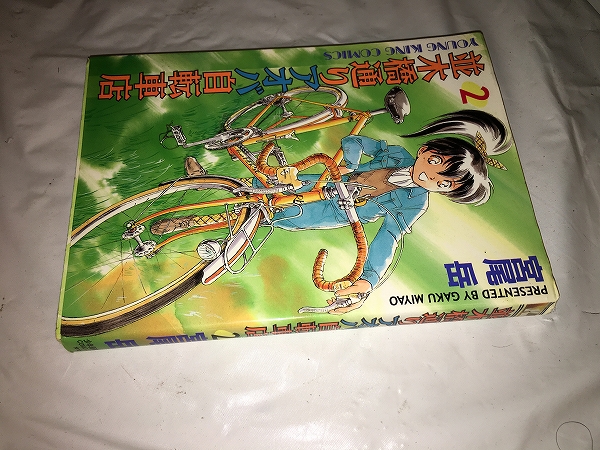 YOUNG KING COMICS
並木橋通りアオバ自転車店
2
宮尾岳
PRESENTED BY GAKU MIYAO
並木橋通りアオバ自転車店 2 宮尾岳